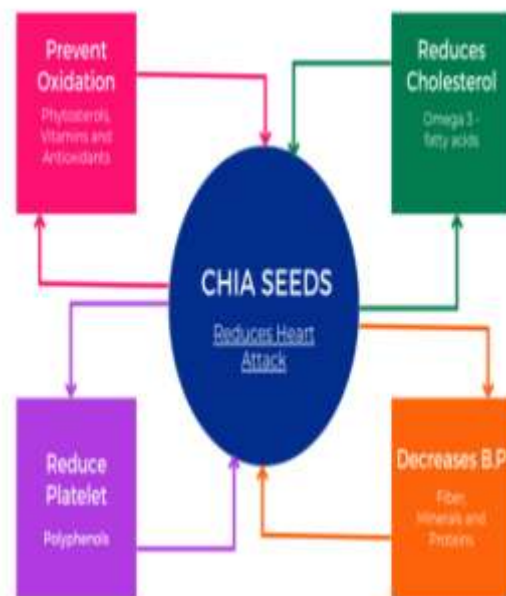 Prevent
Oxidation
Phytosterols,
Vitamins and
Antioxidants
Reduces
Cholesterol
Omega 3 -
fatty acids
CHIA SEEDS
Reduces Heart
Attack
Reduce
Platelet
Polyphenols
Decreases B.P
Fiber,
Minerals and
Proteins